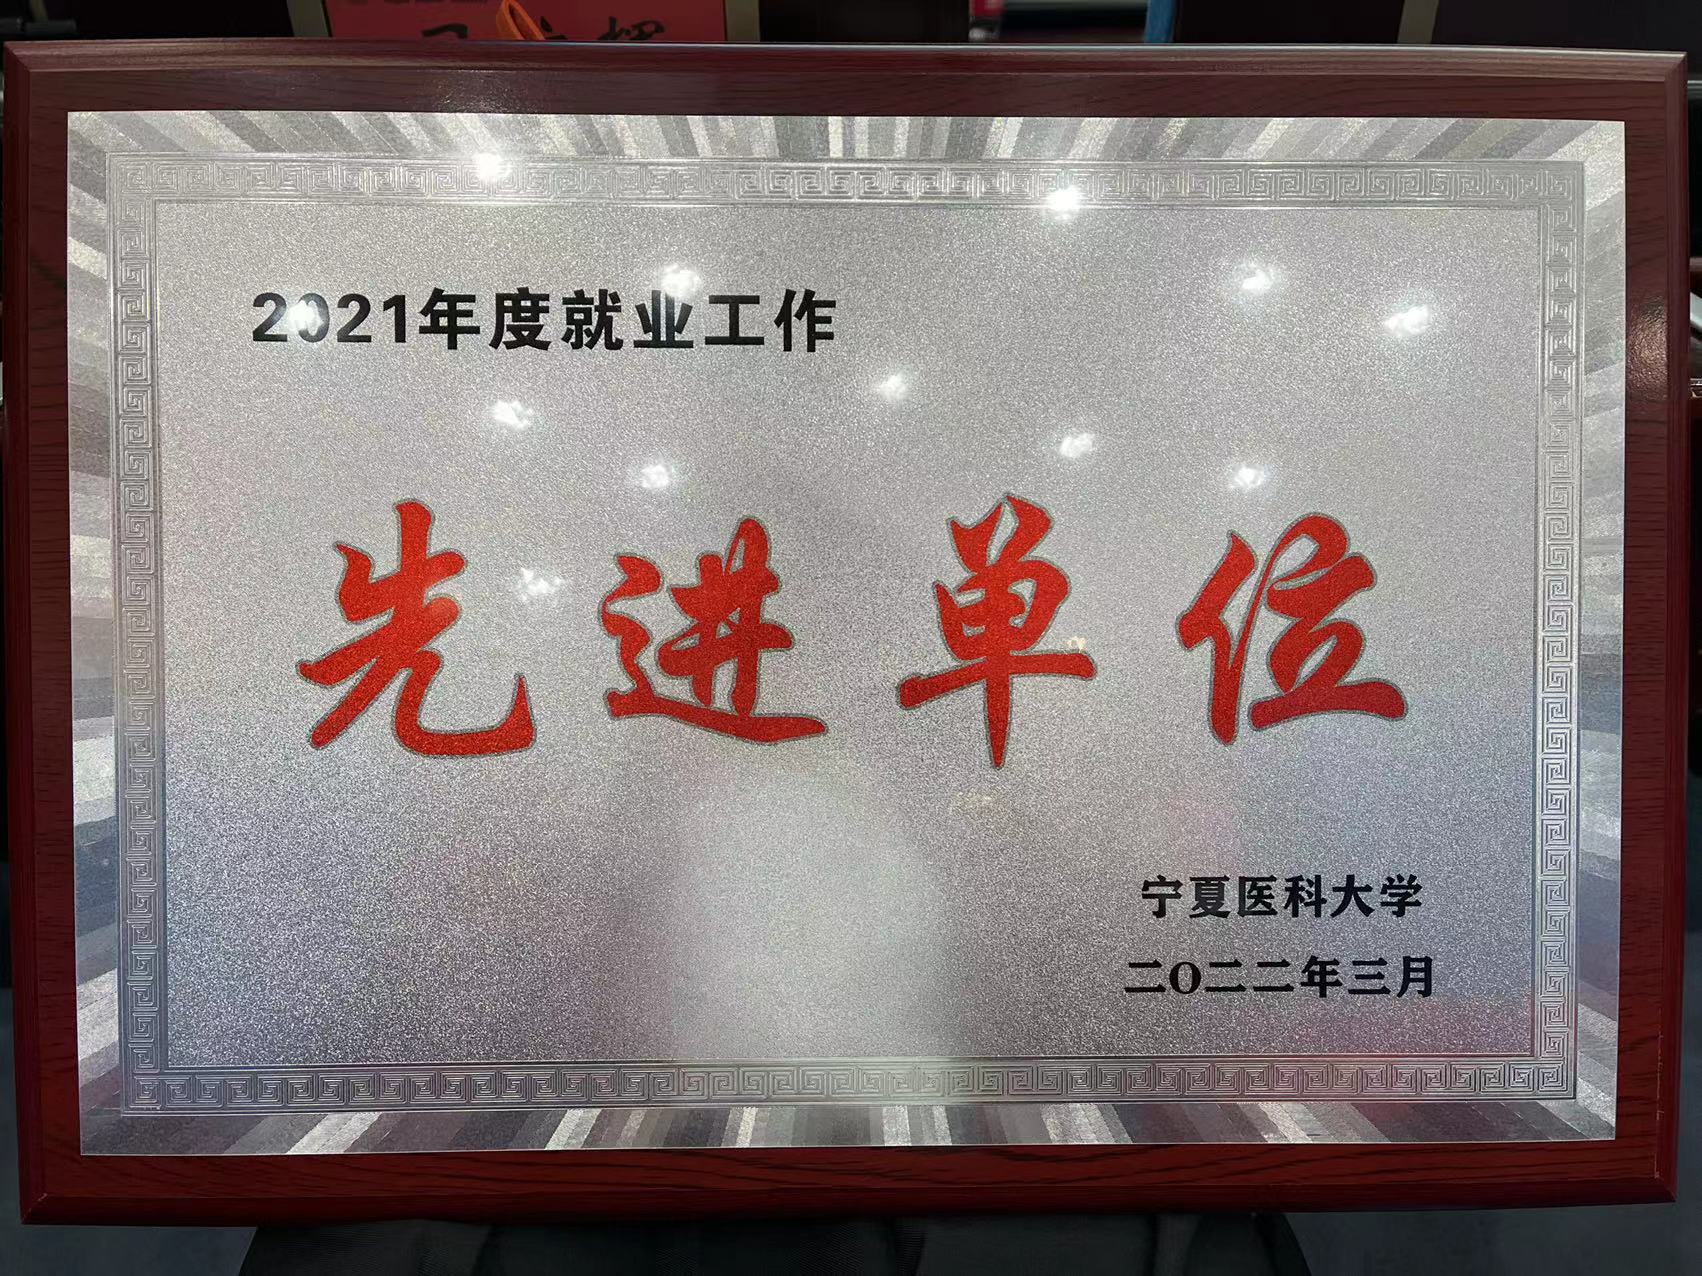 2021年度就业工作
先进单位
宁夏医科大学
二〇二二年三月